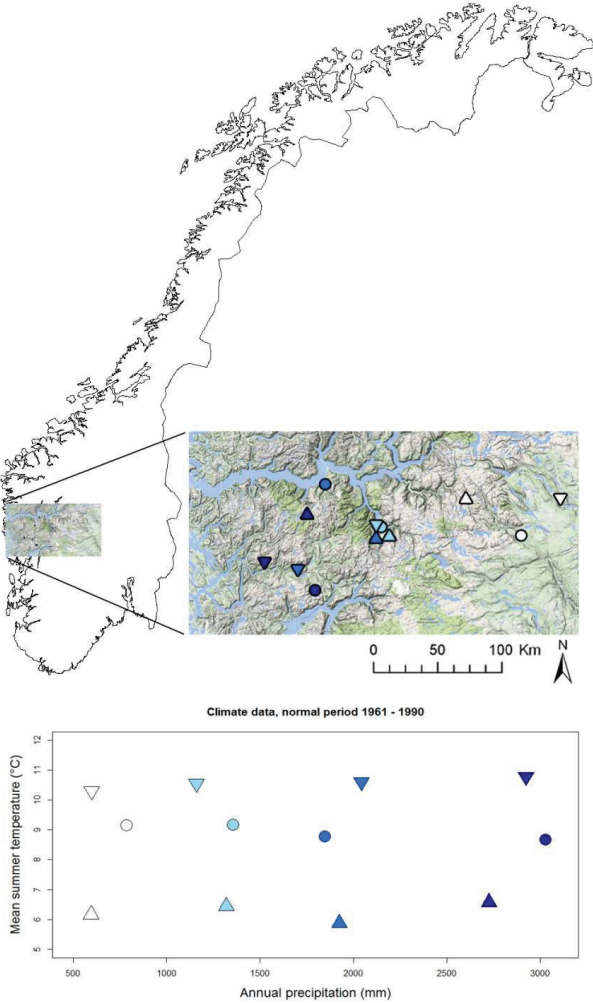 N
0 50 100 Km
Climate data, normal period 1961 - 1990
Mean summer temperature (°C)
12
11
10
9
8
7
6
5
500 1000 1500 2000 2500 3000
Annual precipitation (mm)